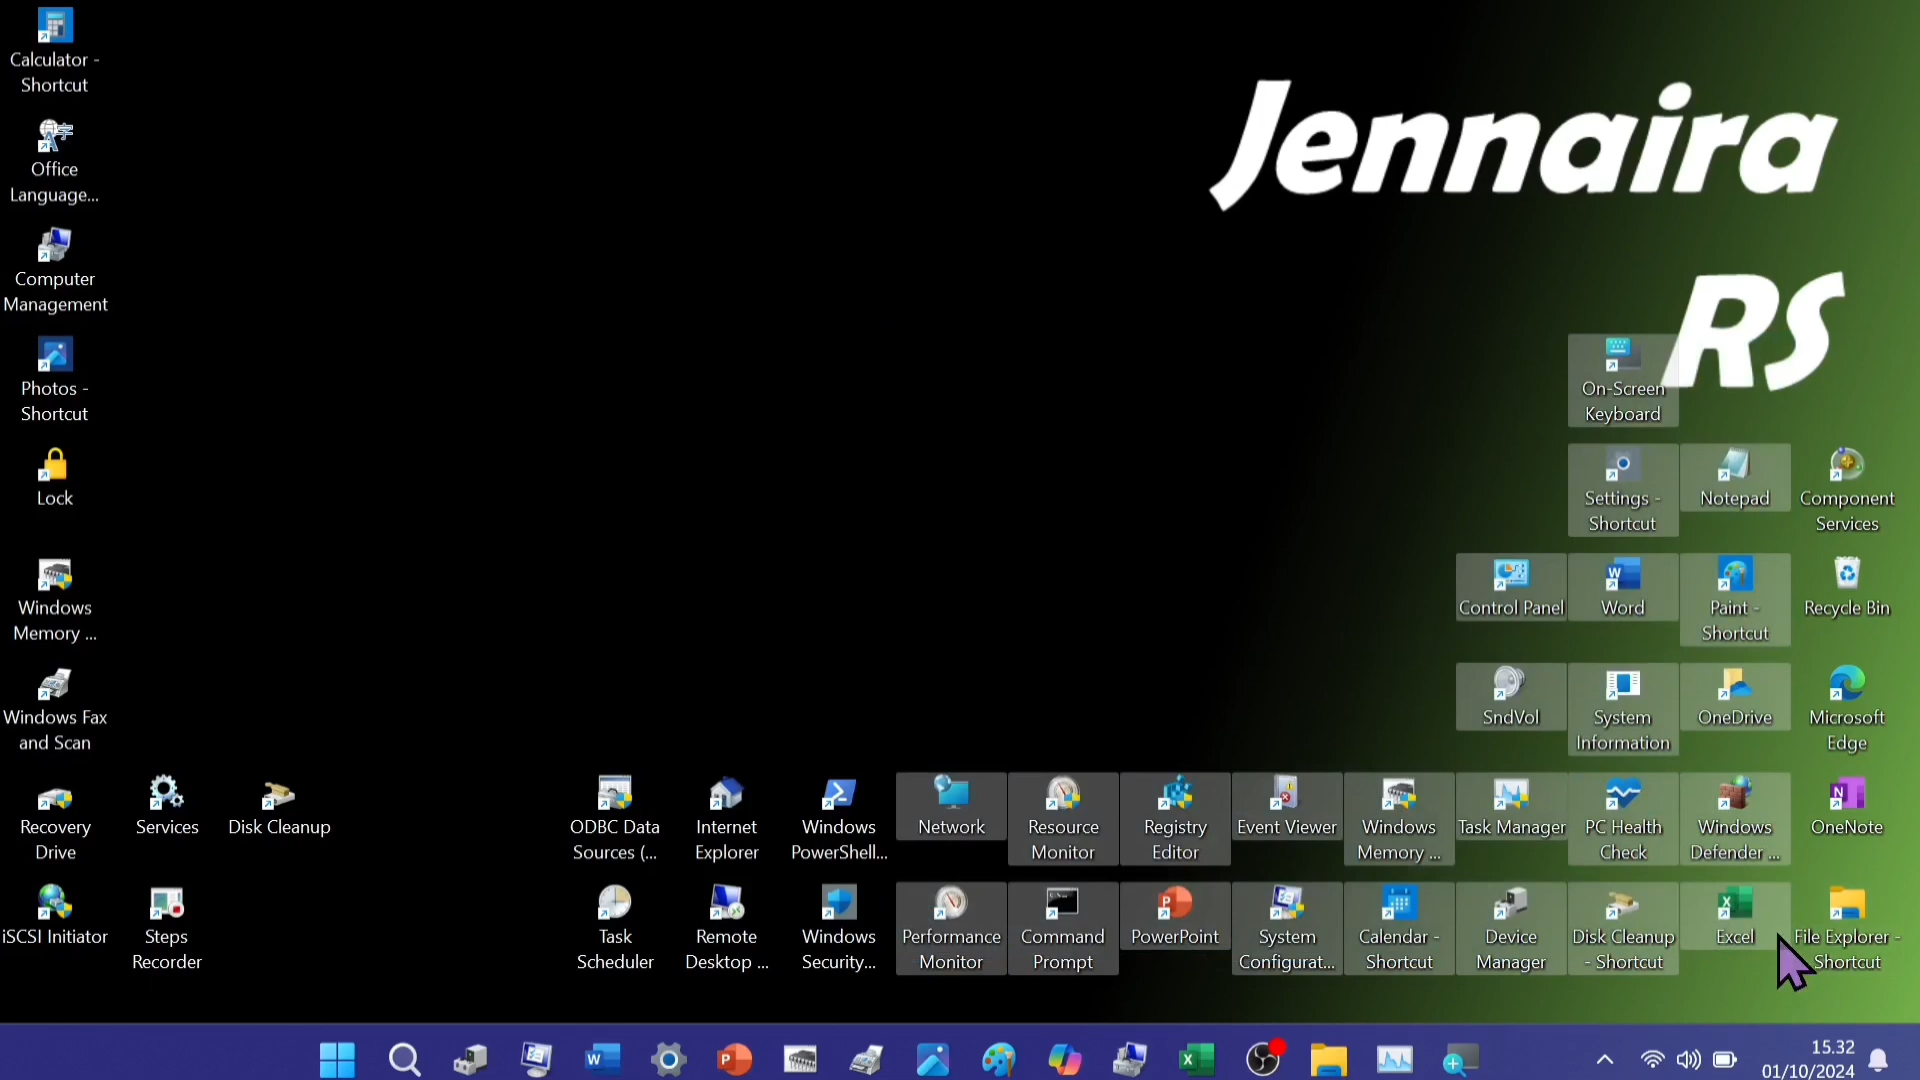 Jennaira
RS
Calculator -
Shortcut
Office
Language...
Computer
Management
Photos -
Shortcut
Lock
Windows
Memory ...
Windows Fax
and Scan
Recovery
Drive
iSCSI Initiator
Services
Steps
Recorder
Disk Cleanup
ODBC Data
Sources (...
Task
Scheduler
Internet
Explorer
Remote
Desktop ...
Windows
PowerShell...
Windows
Security...
Network
Performance
Monitor
Resource
Monitor
Command
Prompt
Registry
Editor
PowerPoint
Event Viewer
System
Configurat...
Windows
Memory ...
Calendar -
Shortcut
Control Panel
SndVol
Task Manager
Device
Manager
On-Screen
Keyboard
Settings -
Shortcut
Word
System
Information
PC Health
Check
Disk Cleanup
- Shortcut
Notepad
Paint -
Shortcut
OneDrive
Windows
Defender ...
Excel
Component
Services
Recycle Bin
Microsoft
Edge
OneNote
File Explorer -
Shortcut
15.32
01/10/2024